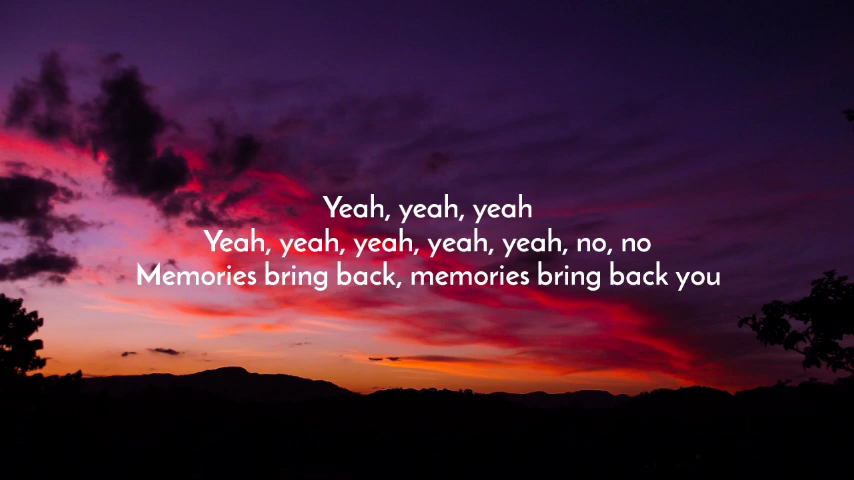 Yeah, yeah, yeah
Yeah, yeah, yeah, yeah, yeah, no, no
Memories bring back, memories bring back you